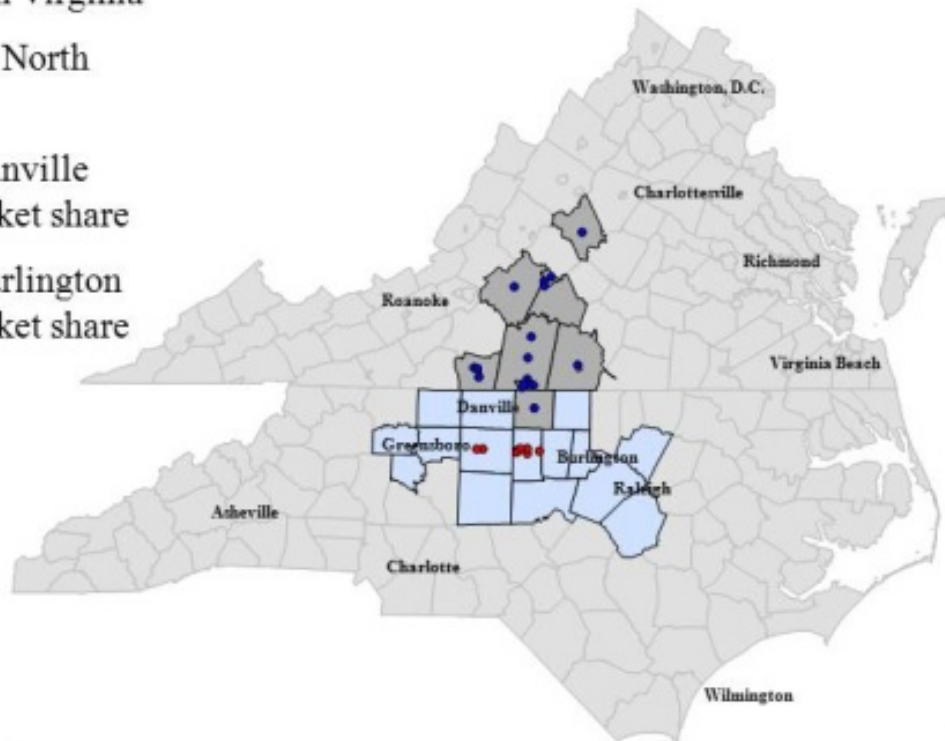 Virginia
North
nville
ket share
rlington
ket share
Washington, D.C.
Charlottesville
Richmond
Roanoke
Virginia Beach
Danville
Greensboro
Burlington
Raleigh
Asheville
Charlotte
Wilmington